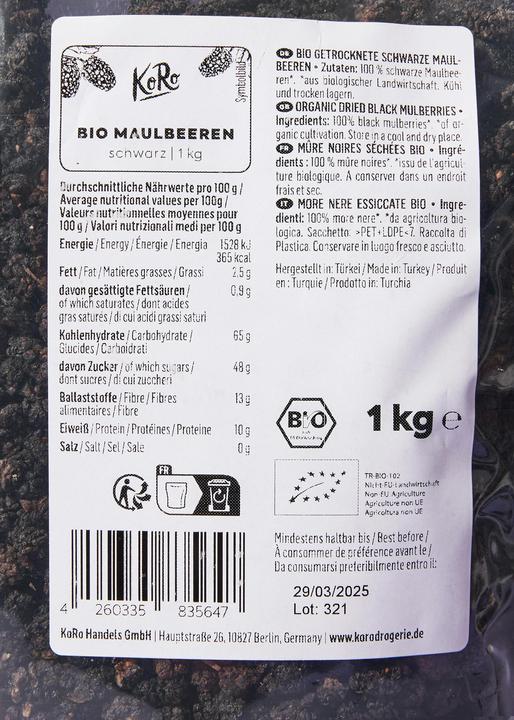 KoRo
Symbolbild
BIO MAULBEEREN
schwarz | 1 kg
Durchschnittliche Nährwerte pro 100 g /
Average nutritional values per 100g /
Valeurs nutritionnelles moyennes pour
100 g / Valori nutrizionali medi per 100 g
Energie / Energy / Énergie / Energia 1528 kJ
365 kcal
Fett / Fat / Matières grasses / Grassi 2,5 g
davon gesättigte Fettsäuren / 0,9 g
of which saturates / dont acides
gras saturés / di cui acidi grassi saturi
Kohlenhydrate / Carbohydrate / 65 g
Glucides / Carboidrati
davon Zucker / of which sugars / 48 g
dont sucres / di cui zuccheri
Ballaststoffe / Fibre / Fibres 13 g
alimentaires / Fibre
Eiweiß / Protein / Protéines / Proteine 10 g
Salz / Salt / Sel / Sale 0 g
FR
4 260335 835647
KoRo Handels GmbH | Hauptstraße 26, 10827 Berlin, Germany | www.korodrogerie.de
DE BIO GETROCKNETE SCHWARZE MAUL-
BEEREN • Zutaten: 100 % schwarze Maulbee-
ren*. *aus biologischer Landwirtschaft. Kühl
und trocken lagern.
GB ORGANIC DRIED BLACK MULBERRIES •
Ingredients: 100% black mulberries*. *of or-
ganic cultivation. Store in a cool and dry place.
FR MÛRE NOIRES SÉCHÉES BIO • Ingré-
dients : 100 % mûre noires*. *issu de l'agricul-
ture biologique. A conserver dans un endroit
frais et sec.
IT MORE NERE ESSICCATE BIO • Ingre-
dienti: 100% more nere*. *da agricoltura bio-
logica. Sacchetto: >PET+LDPE<7. Raccolta di
Plastica. Conservare in luogo fresco e asciutto.
Hergestellt in: Türkei / Made in: Turkey / Produit
en : Turquie / Prodotto in: Turchia
BIO
1 kg e
TR-BIO-102
Nicht-EU-Landwirtschaft
Non EU Agriculture
Agriculture non UE
Agricoltura non UE
Mindestens haltbar bis / Best before /
À consommer de préférence avant le /
Da consumarsi preferibilmente entro il:
29/03/2025
Lot: 321